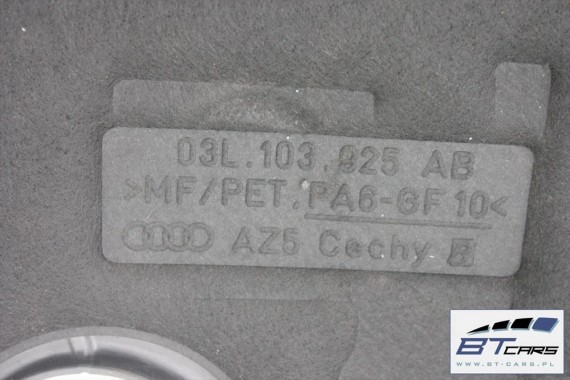 03L.103.925 AB
>MF/PET.PA6-GF10<
AZ5 Cechy
BT CARS
WWW.BT-CARS.PL